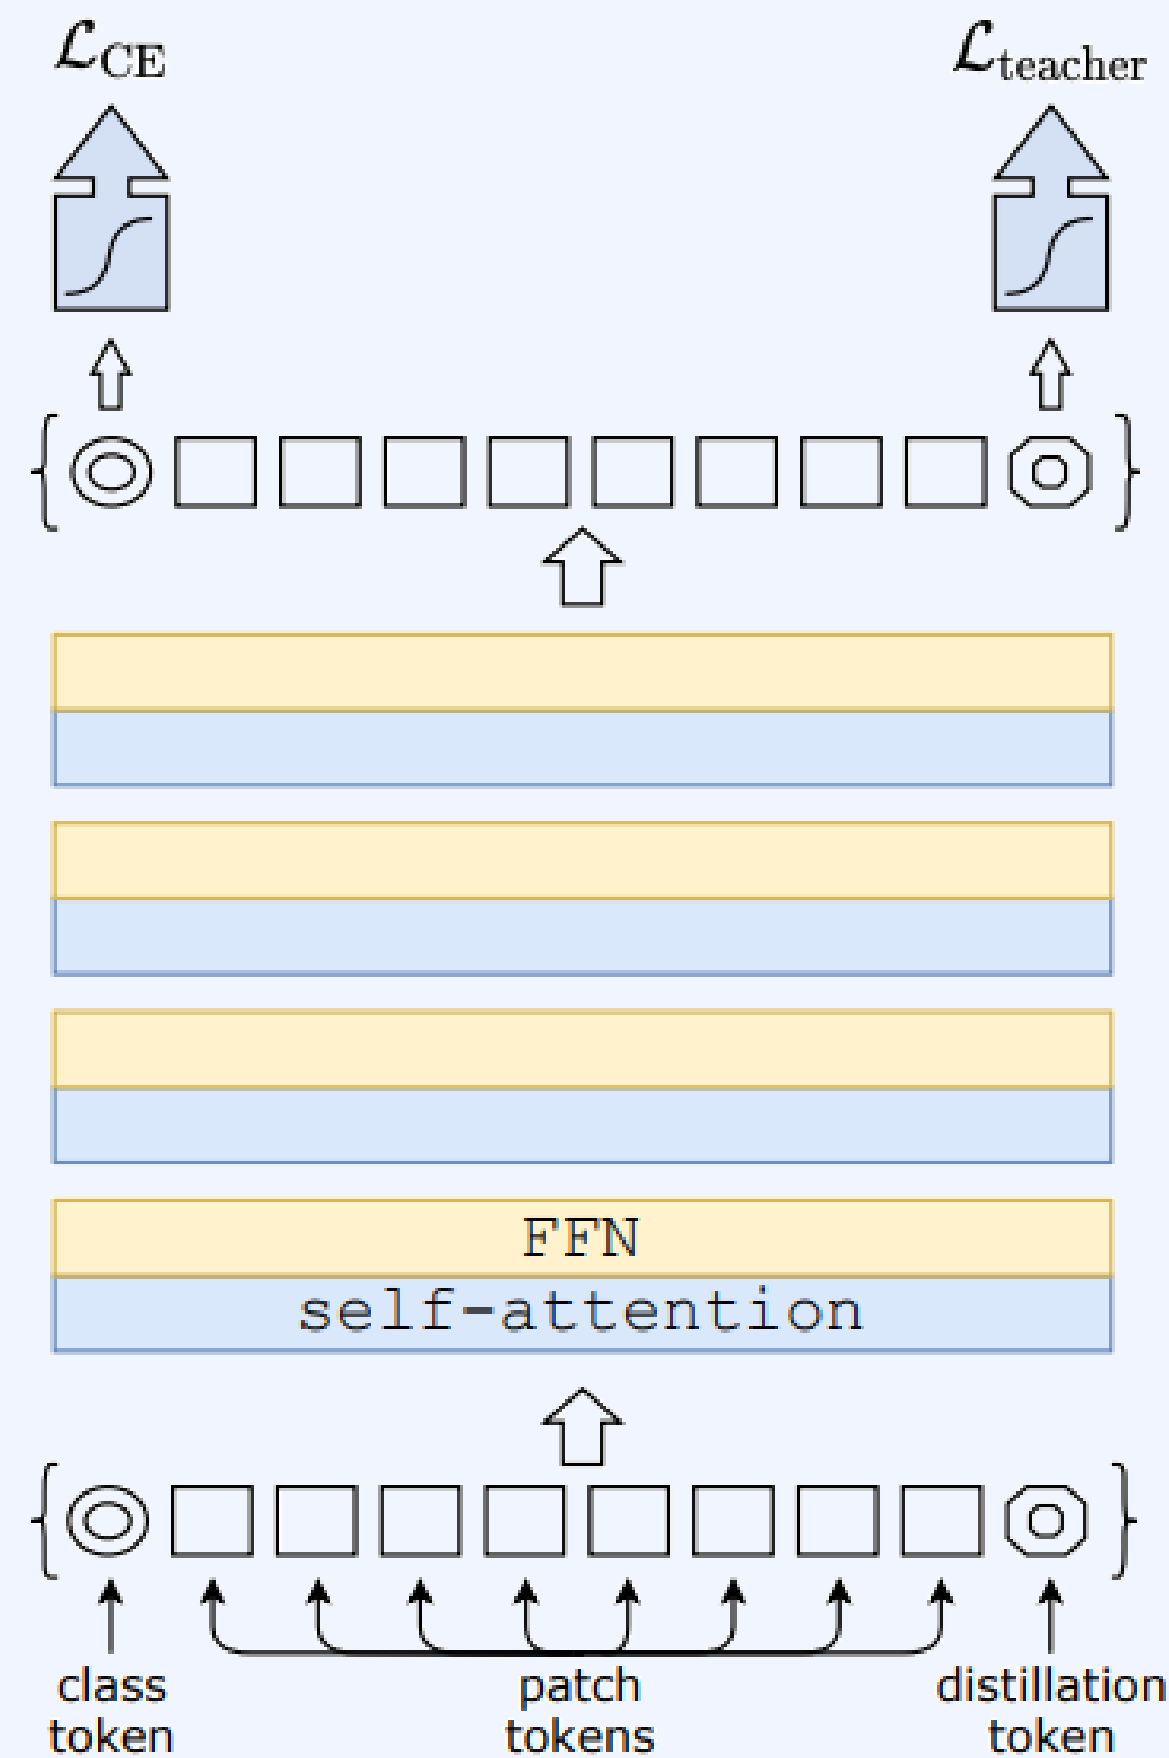 ℒCE
ℒteacher
FFN
self-attention
class
token
patch
tokens
distillation
token